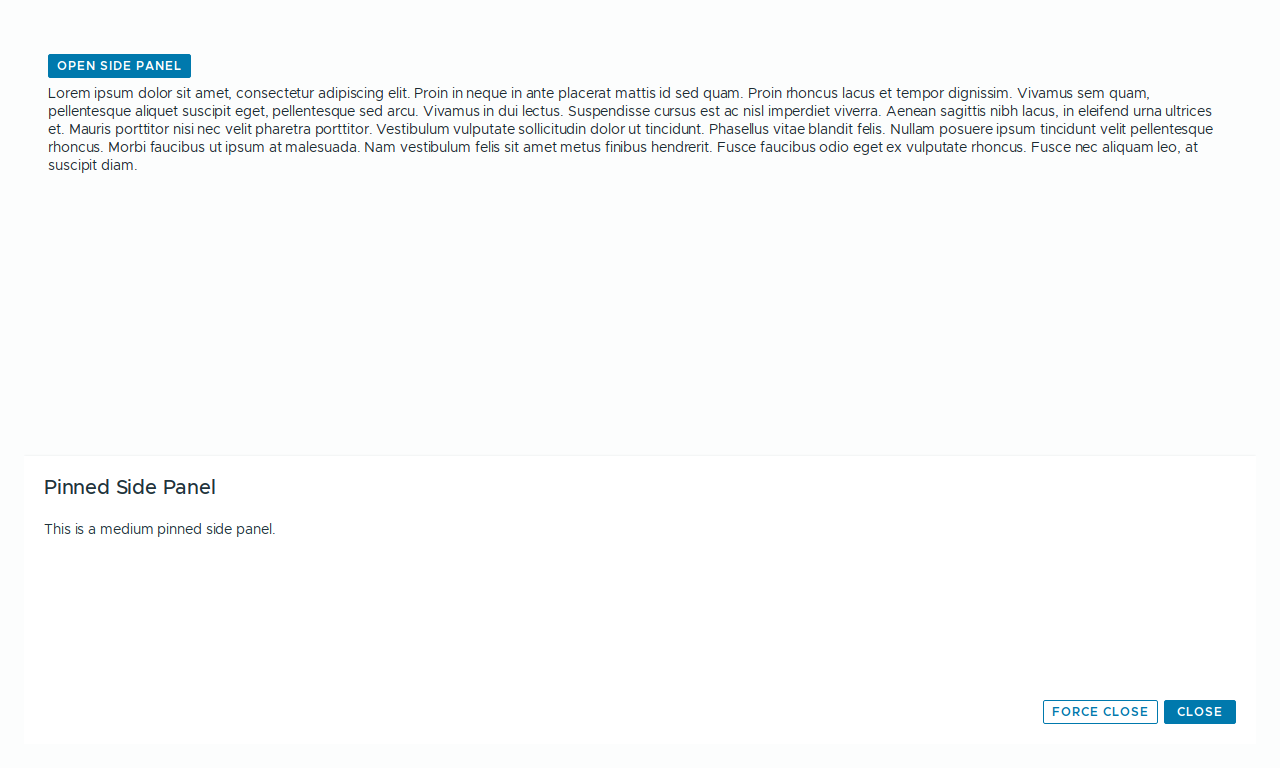 OPEN SIDE PANEL
Lorem ipsum dolor sit amet, consectetur adipiscing elit. Proin in neque in ante placerat mattis id sed quam. Proin rhoncus lacus et tempor dignissim. Vivamus sem quam,
pellentesque aliquet suscipit eget, pellentesque sed arcu. Vivamus in dui lectus. Suspendisse cursus est ac nisl imperdiet viverra. Aenean sagittis nibh lacus, in eleifend urna ultrices
et. Mauris porttitor nisi nec velit pharetra porttitor. Vestibulum vulputate sollicitudin dolor ut tincidunt. Phasellus vitae blandit felis. Nullam posuere ipsum tincidunt velit pellentesque
rhoncus. Morbi faucibus ut ipsum at malesuada. Nam vestibulum felis sit amet metus finibus hendrerit. Fusce faucibus odio eget ex vulputate rhoncus. Fusce nec aliquam leo, at
suscipit diam.
Pinned Side Panel
This is a medium pinned side panel.
FORCE CLOSE CLOSE